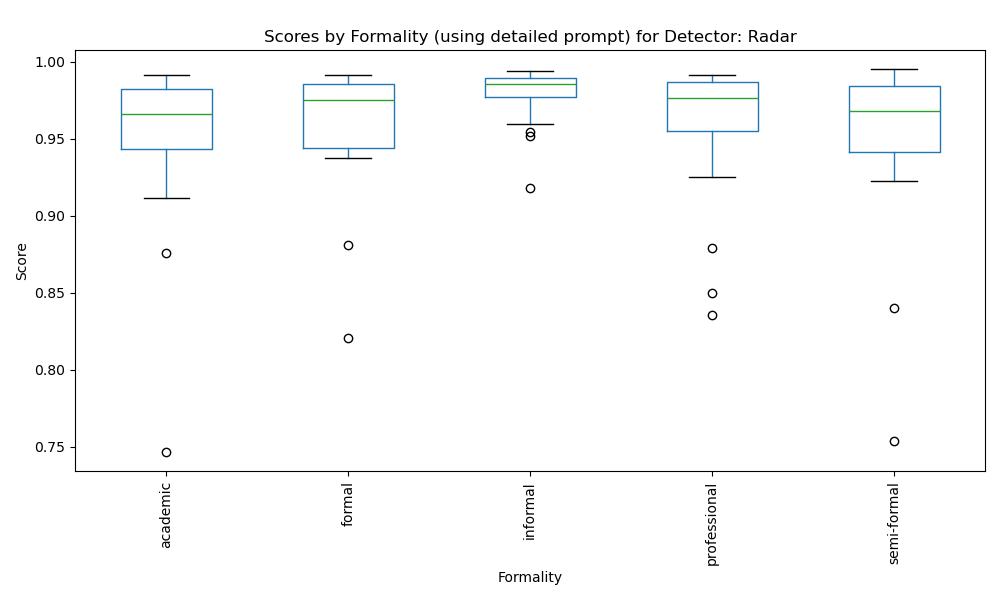 Scores by Formality (using detailed prompt) for Detector: Radar
1.00
0.95
0.90
0.85
0.80
0.75
Score
academic
formal
informal
professional
semi-formal
Formality